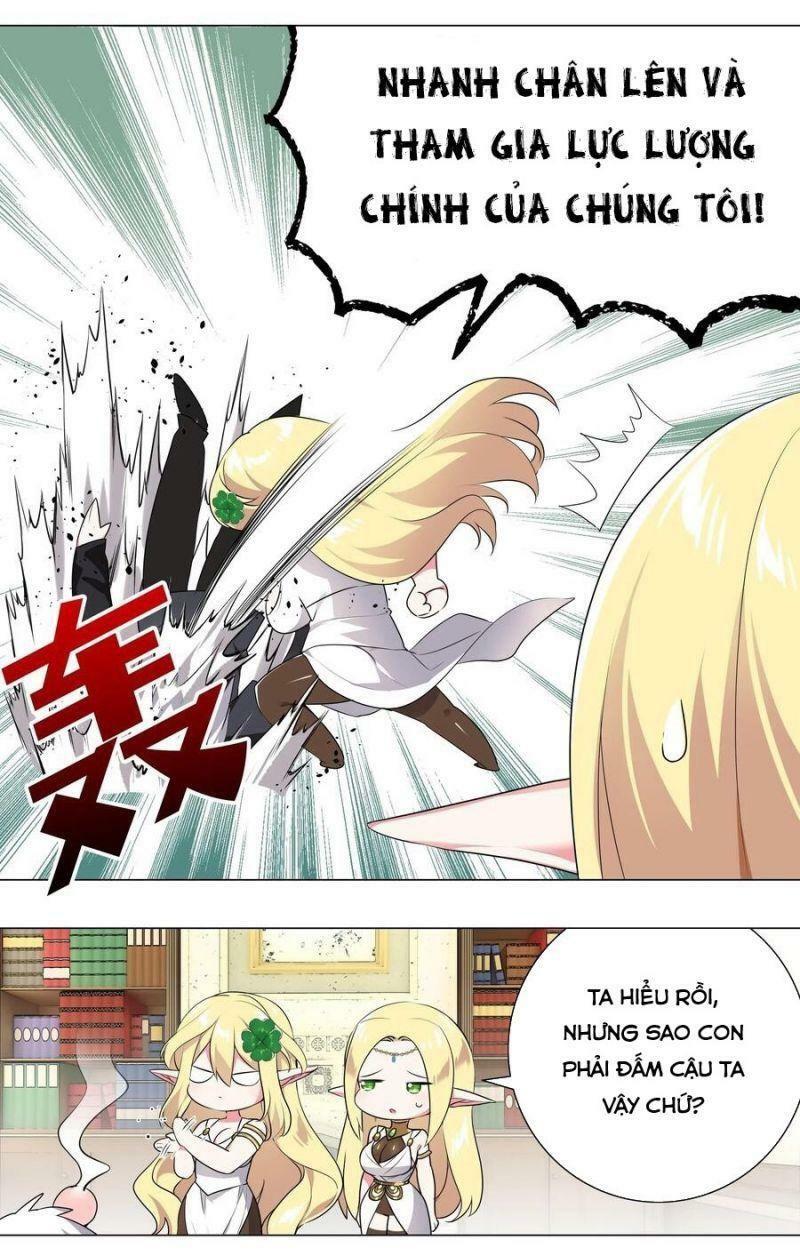 NHANH CHÂN LÊN VÀ
THAM GIA LỰC LƯỢNG
CHÍNH CỦA CHÚNG TÔI!
轰
TA HIỂU RỒI,
NHƯNG SAO CON
PHẢI ĐẤM CẬU TA
VẬY CHỨ?